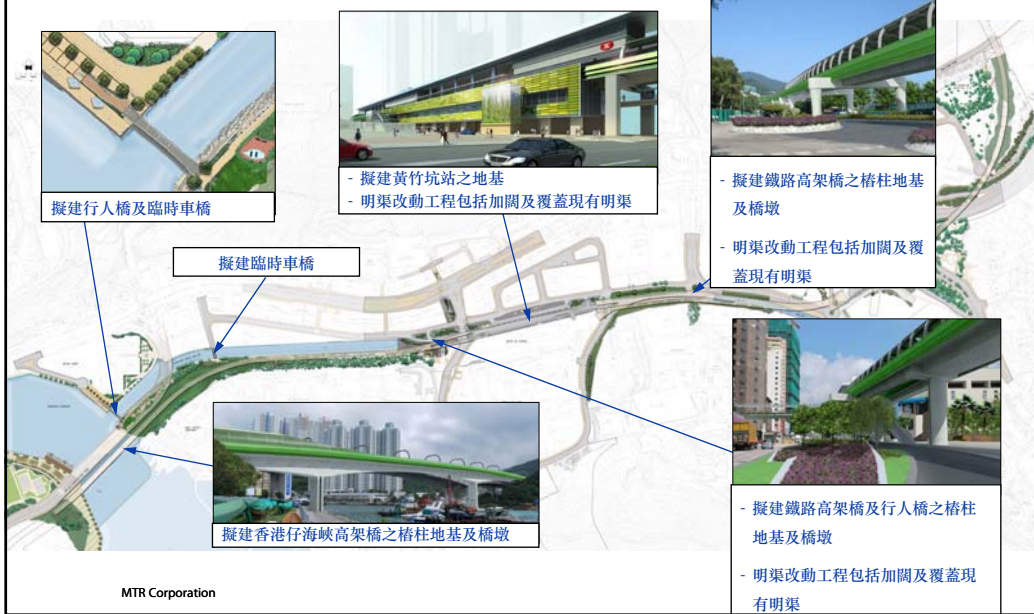 擬建行人橋及臨時車橋
- 擬建黃竹坑站之地基
- 明渠改動工程包括加闊及覆蓋現有明渠
- 擬建鐵路高架橋之樁柱地基
及橋墩
- 明渠改動工程包括加闊及覆
蓋現有明渠
擬建臨時車橋
擬建香港仔海峽高架橋之樁柱地基及橋墩
- 擬建鐵路高架橋及行人橋之樁柱
地基及橋墩
- 明渠改動工程包括加闊及覆蓋現
有明渠
MTR Corporation